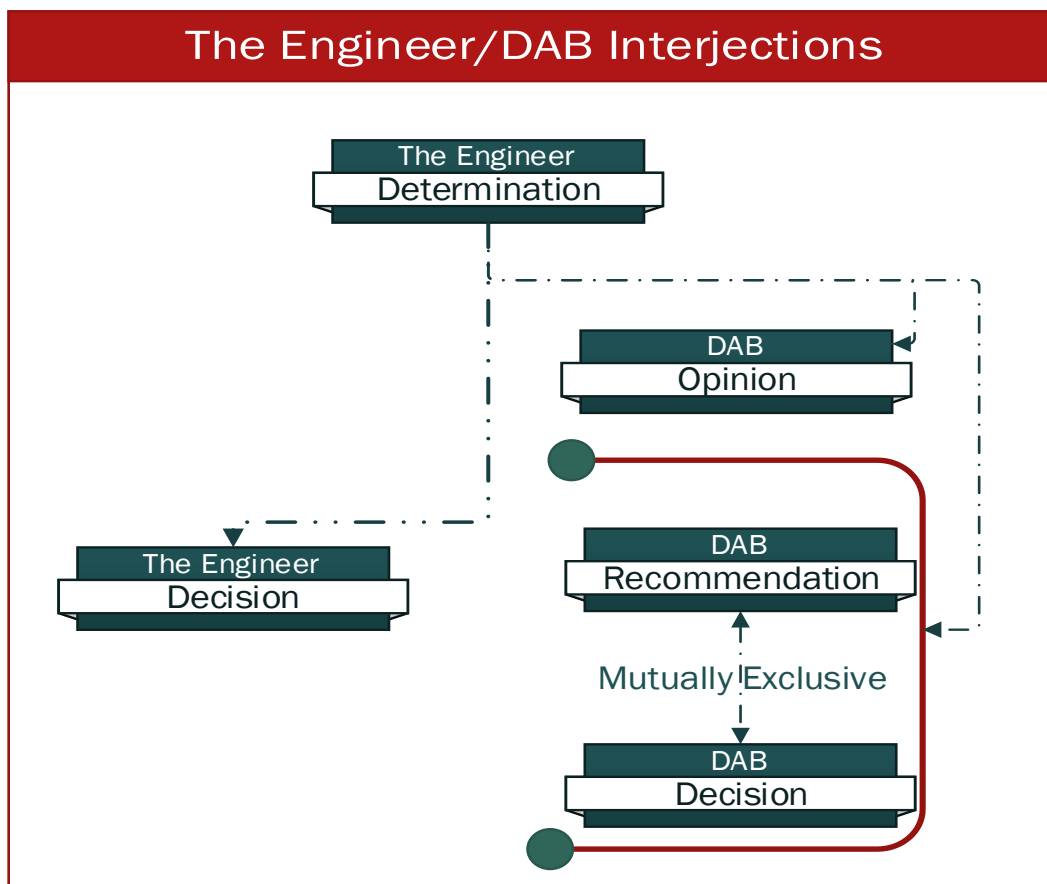 The Engineer/DAB Interjections
The Engineer
Determination
DAB
Opinion
The Engineer
Decision
DAB
Recommendation
Mutually Exclusive
DAB
Decision